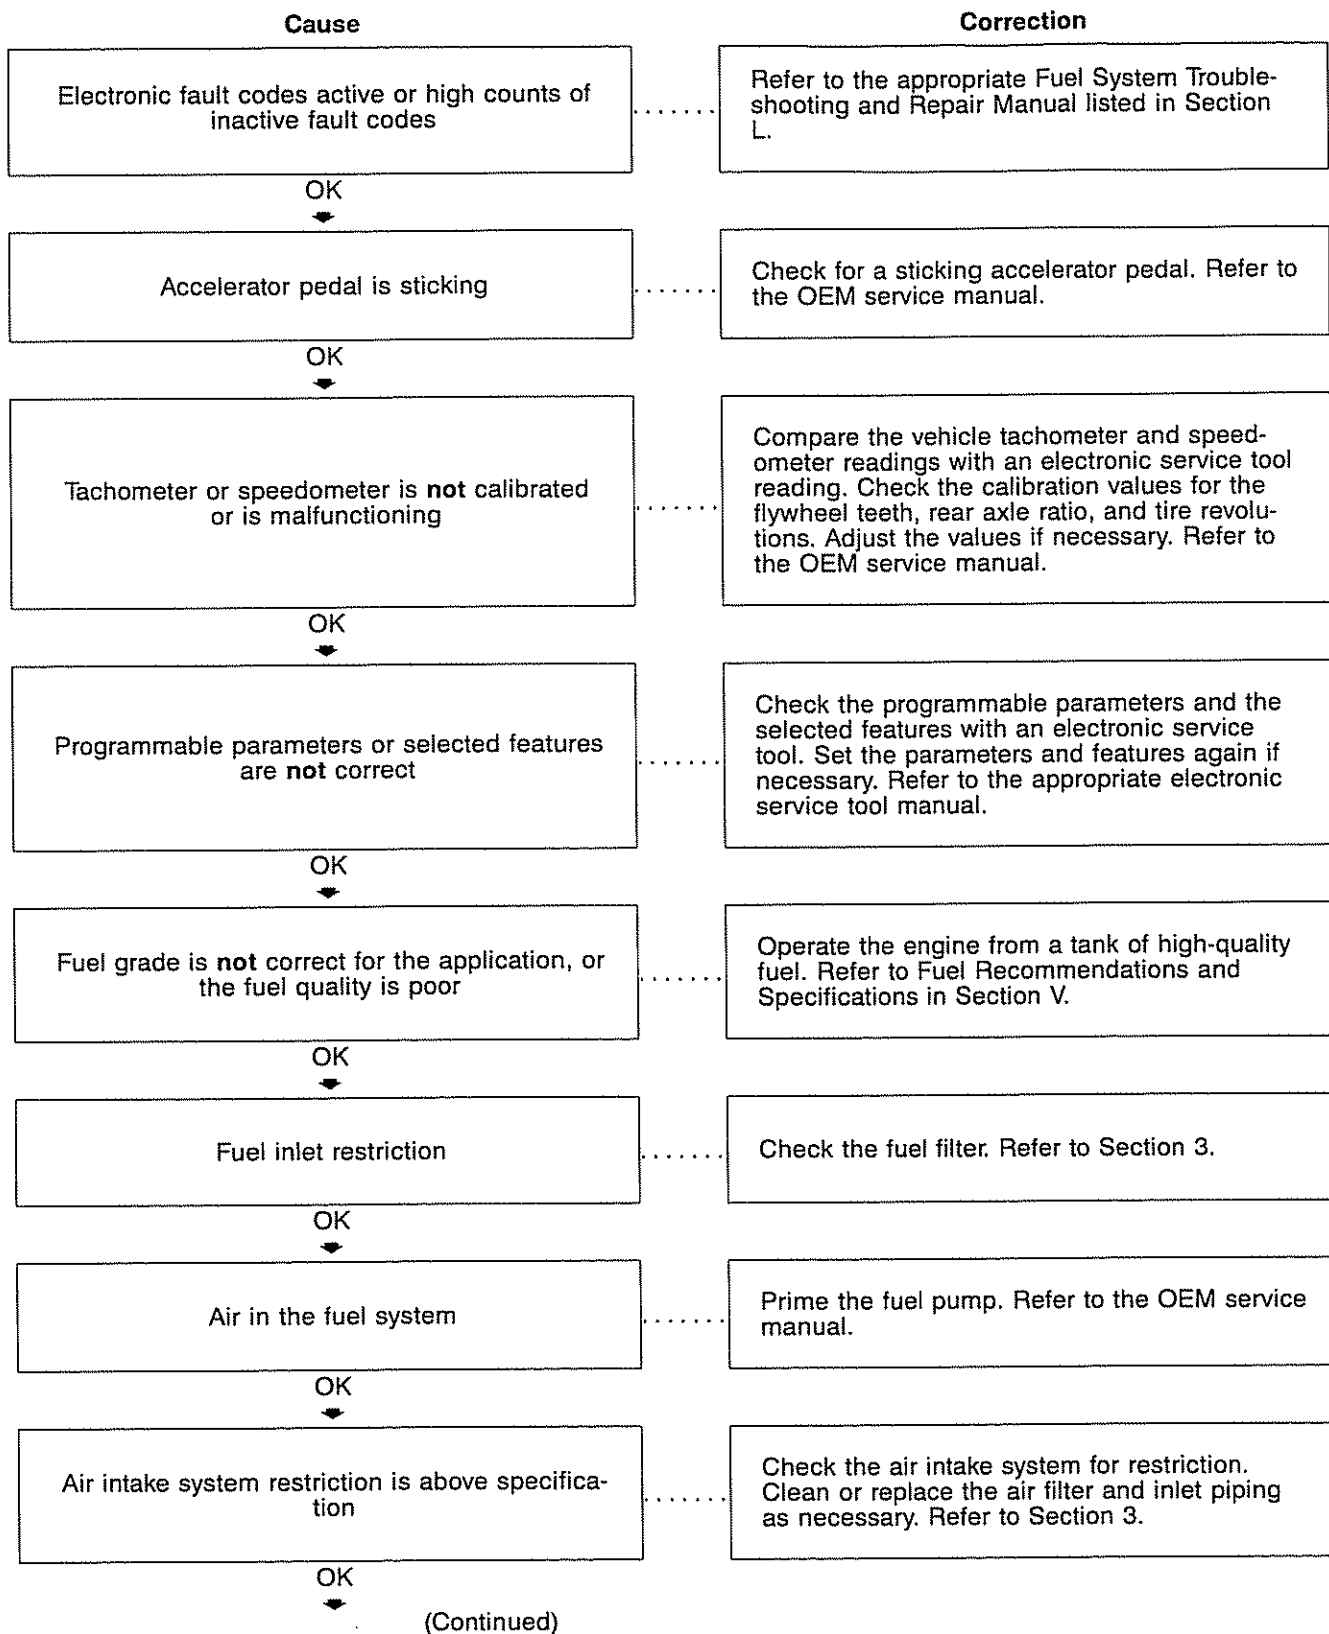 Cause
Correction
Electronic fault codes active or high counts of
inactive fault codes
Refer to the appropriate Fuel System Trouble-
shooting and Repair Manual listed in Section
L.
OK
Accelerator pedal is sticking
Check for a sticking accelerator pedal. Refer to
the OEM service manual.
OK
Tachometer or speedometer is not calibrated
or is malfunctioning
Compare the vehicle tachometer and speed-
ometer readings with an electronic service tool
reading. Check the calibration values for the
flywheel teeth, rear axle ratio, and tire revolu-
tions. Adjust the values if necessary. Refer to
the OEM service manual.
OK
Programmable parameters or selected features
are not correct
Check the programmable parameters and the
selected features with an electronic service
tool. Set the parameters and features again if
necessary. Refer to the appropriate electronic
service tool manual.
OK
Fuel grade is not correct for the application, or
the fuel quality is poor
Operate the engine from a tank of high-quality
fuel. Refer to Fuel Recommendations and
Specifications in Section V.
OK
Fuel inlet restriction
Check the fuel filter. Refer to Section 3.
OK
Air in the fuel system
Prime the fuel pump. Refer to the OEM service
manual.
OK
Air intake system restriction is above specifica-
tion
Check the air intake system for restriction.
Clean or replace the air filter and inlet piping
as necessary. Refer to Section 3.
OK
(Continued)